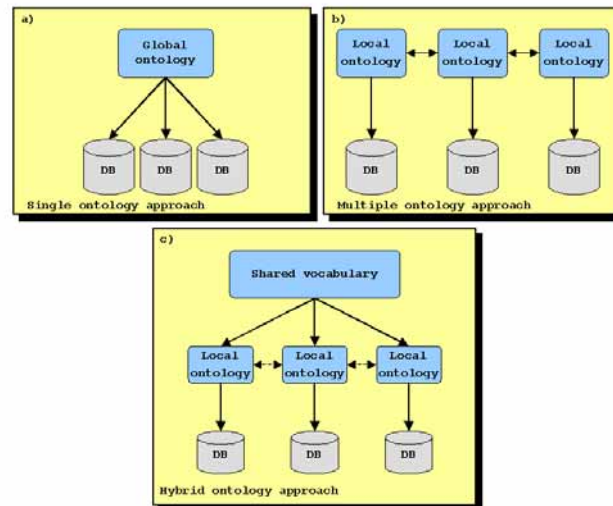 a)
Global
ontology
DB
DB
DB
Single ontology approach
b)
Local
ontology
Local
ontology
Local
ontology
DB
DB
DB
Multiple ontology approach
c)
Shared vocabulary
Local
ontology
Local
ontology
Local
ontology
DB
DB
DB
Hybrid ontology approach